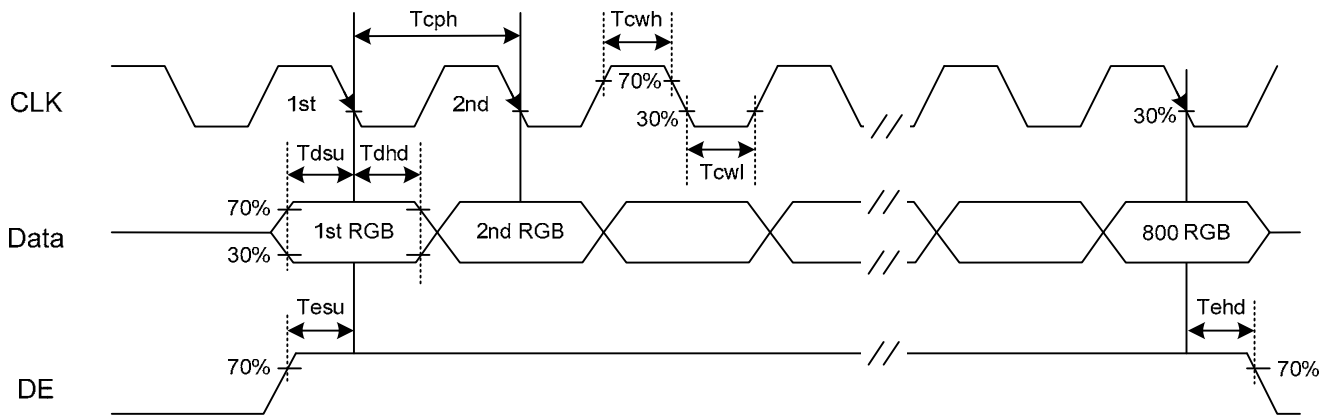 Tcph
Tcwh
CLK
1st
2nd
70%
30%
30%
Tdsu
Tdhd
Tcwl
70%
Data
1st RGB
2nd RGB
800 RGB
30%
Tesu
Tehd
70%
70%
DE